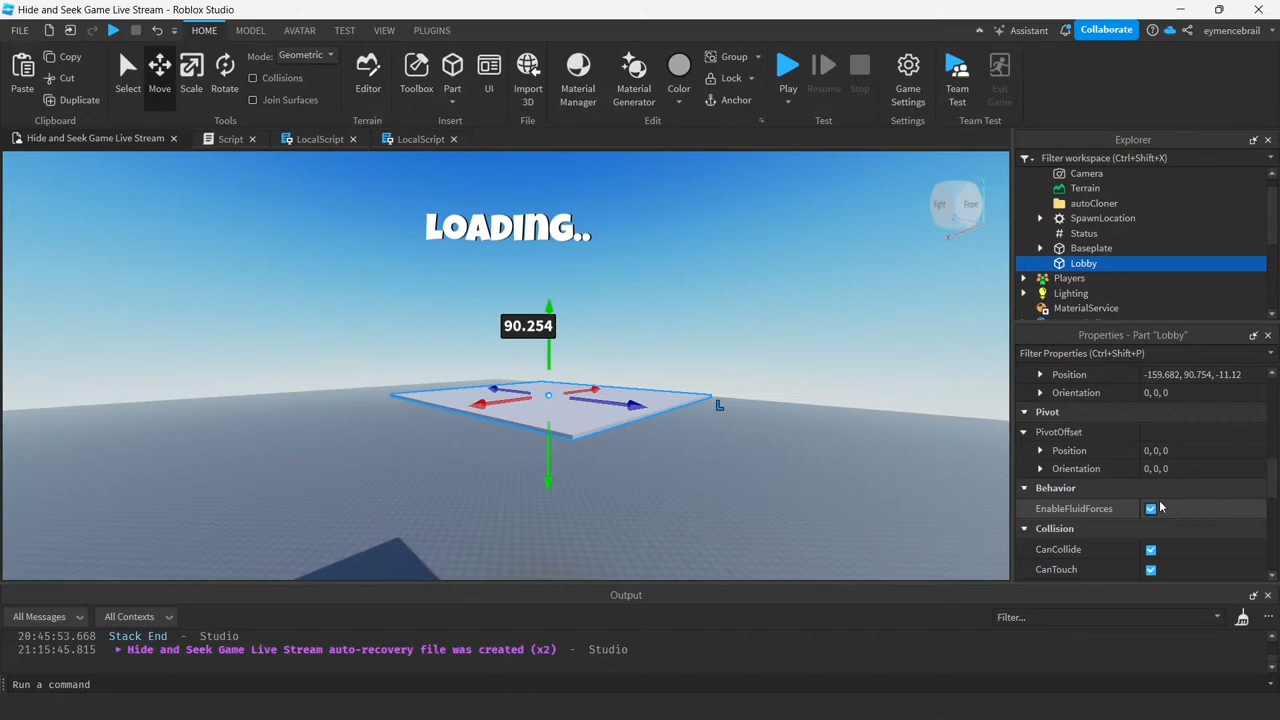 Hide and Seek Game Live Stream - Roblox Studio
FILE HOME MODEL AVATAR TEST VIEW PLUGINS Assistant Collaborate eymencebrail
Paste Copy Cut Duplicate Clipboard
Select Move Scale Rotate Mode: Geometric Collisions Join Surfaces Tools
Editor Terrain
Toolbox Part UI Insert
Import 3D File
Material Manager Material Generator Color Group Lock Anchor Edit
Play Resume Stop Test
Game Settings Settings
Team Test Exit Game Team Test
Hide and Seek Game Live Stream Script LocalScript LocalScript
LOADING..
90.254
Right Front
Y
Z
X
L
Explorer
Filter workspace (Ctrl+Shift+X)
Camera
Terrain
autoCloner
SpawnLocation
Status
Baseplate
Lobby
Players
Lighting
MaterialService
Properties - Part "Lobby"
Filter Properties (Ctrl+Shift+P)
Position -159.682, 90.754, -11.12
Orientation 0, 0, 0
Pivot
PivotOffset
Position 0, 0, 0
Orientation 0, 0, 0
Behavior
EnableFluidForces
Collision
CanCollide
CanTouch
Output
All Messages All Contexts Filter...
20:45:53.668 Stack End - Studio
21:15:45.815 Hide and Seek Game Live Stream auto-recovery file was created (x2) - Studio
Run a command